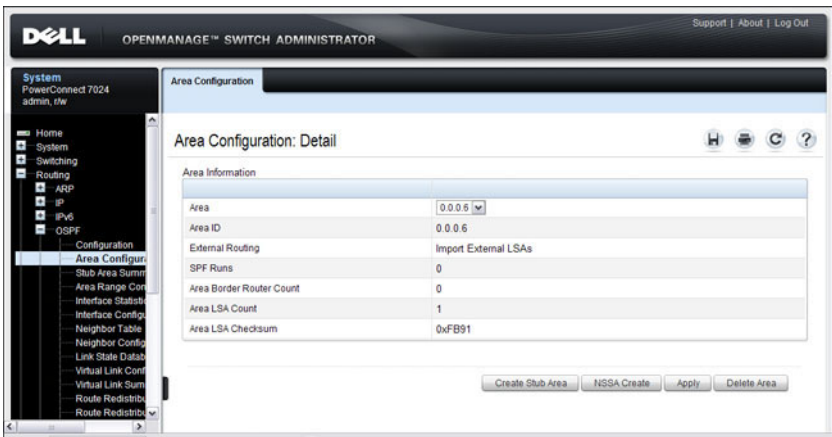 Support | About | Log Out
DELL OPENMANAGE™ SWITCH ADMINISTRATOR
System
PowerConnect 7024
admin, r/w
Home
System
Switching
Routing
ARP
IP
IPv6
OSPF
Configuration
Area Configura
Stub Area Summ
Area Range Con
Interface Statisti
Interface Configu
Neighbor Table
Neighbor Config
Link State Datab
Virtual Link Conf
Virtual Link Sum
Route Redistribu
Route Redistribu
Area Configuration
Area Configuration: Detail
?
Area Information
Area 0.0.0.6
Area ID 0.0.0.6
External Routing Import External LSAs
SPF Runs 0
Area Border Router Count 0
Area LSA Count 1
Area LSA Checksum 0xFB91
Create Stub Area NSSA Create Apply Delete Area